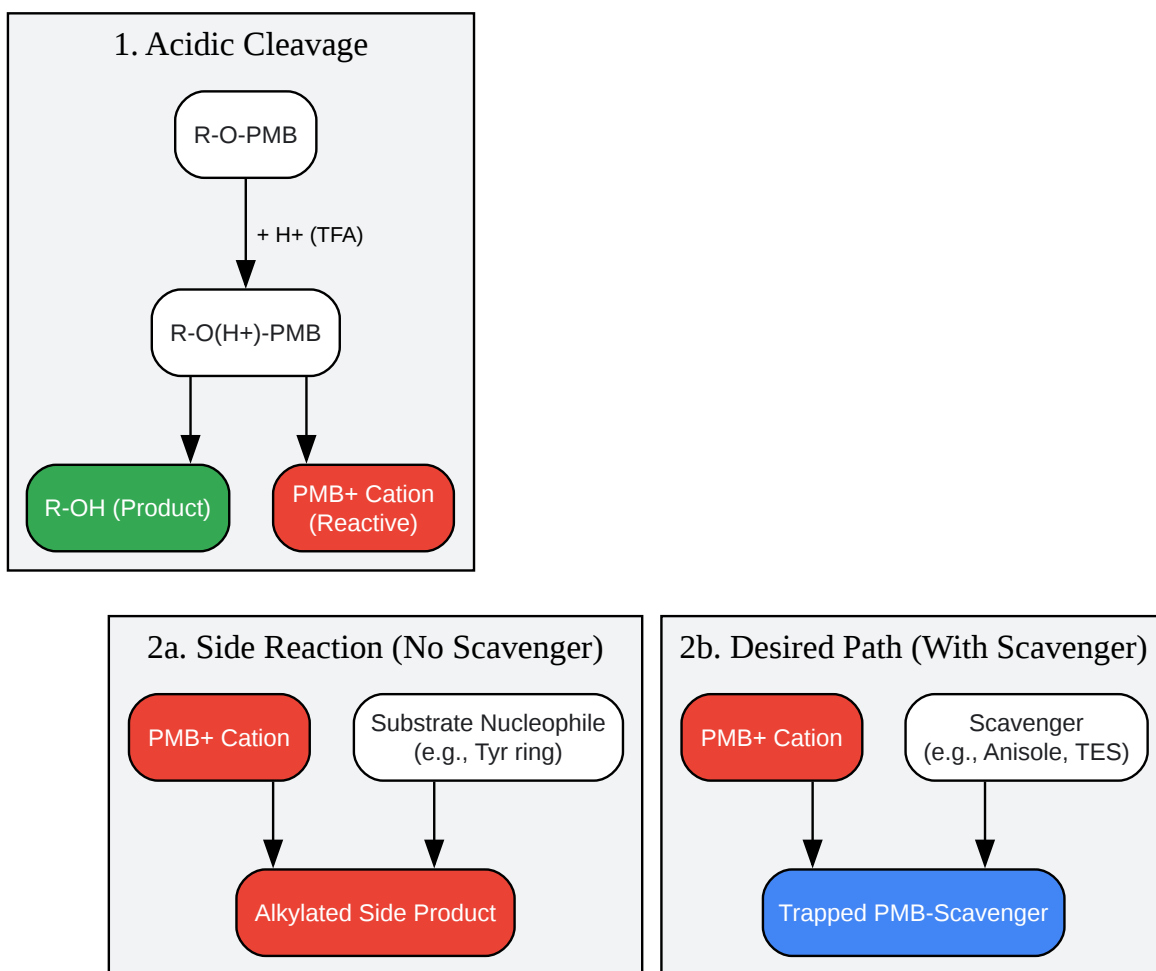 1. Acidic Cleavage
R-O-PMB
+ H+ (TFA)
R-O(H+)-PMB
R-OH (Product)
PMB+ Cation
(Reactive)
2a. Side Reaction (No Scavenger)
PMB+ Cation
Substrate Nucleophile
(e.g., Tyr ring)
Alkylated Side Product
2b. Desired Path (With Scavenger)
PMB+ Cation
Scavenger
(e.g., Anisole, TES)
Trapped PMB-Scavenger